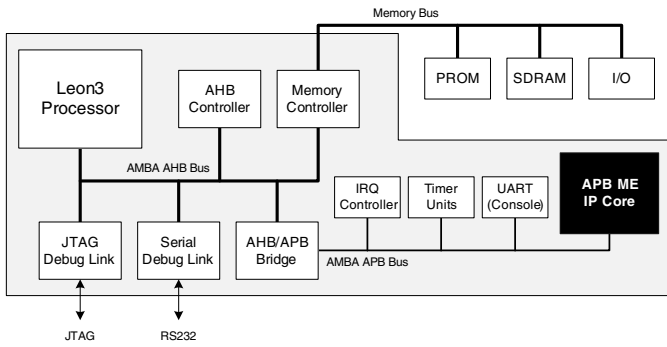 Memory Bus
Leon3
Processor
AHB
Controller
Memory
Controller
PROM
SDRAM
I/O
AMBA AHB Bus
IRQ
Controller
Timer
Units
UART
(Console)
APB ME
IP Core
JTAG
Debug Link
Serial
Debug Link
AHB/APB
Bridge
AMBA APB Bus
JTAG
RS232